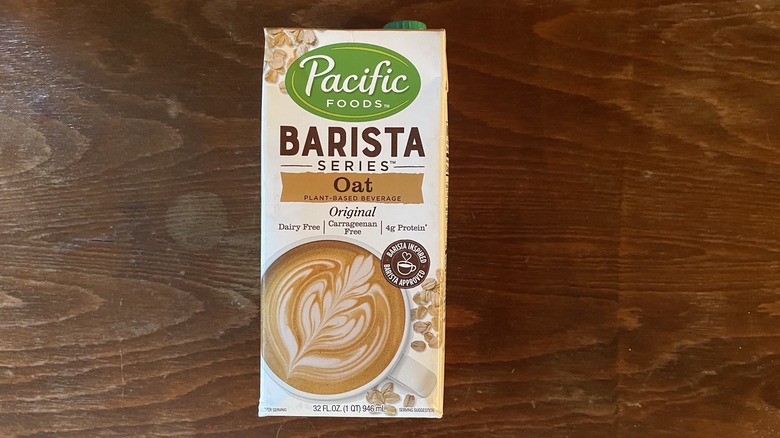 Pacific
FOODS™
BARISTA
SERIES™
Oat
PLANT-BASED BEVERAGE
Original
Dairy Free | Carrageenan Free | 4g Protein*
BARISTA INSPIRED
BARISTA APPROVED
PER SERVING
32 FL.OZ. (1 QT) 946 mL
SERVING SUGGESTION